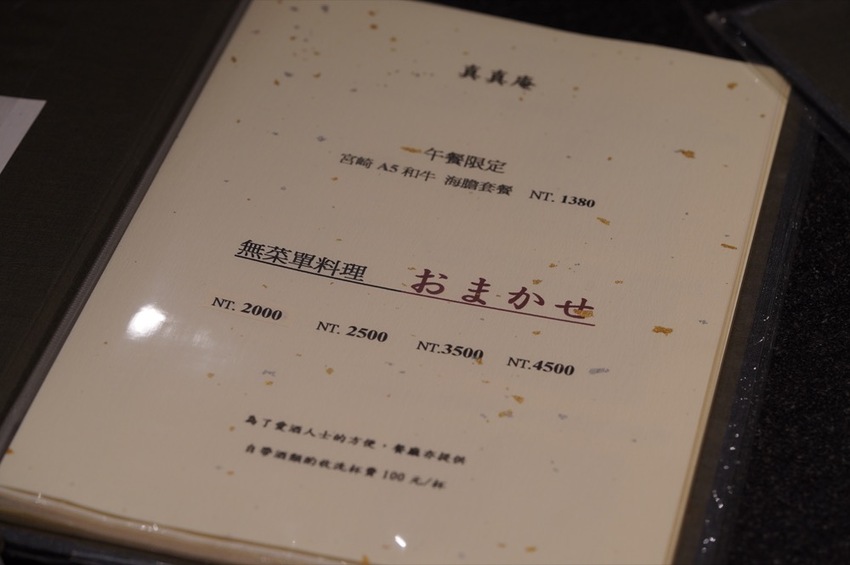 真真庵
午餐限定
宮崎 A5 和牛 海膽套餐 NT. 1380
無菜單料理 おまかせ
NT. 2000 NT. 2500 NT.3500 NT.4500
為了愛酒人士的方便，餐廳亦提供
自帶酒類酌收洗杯費 100 元/杯